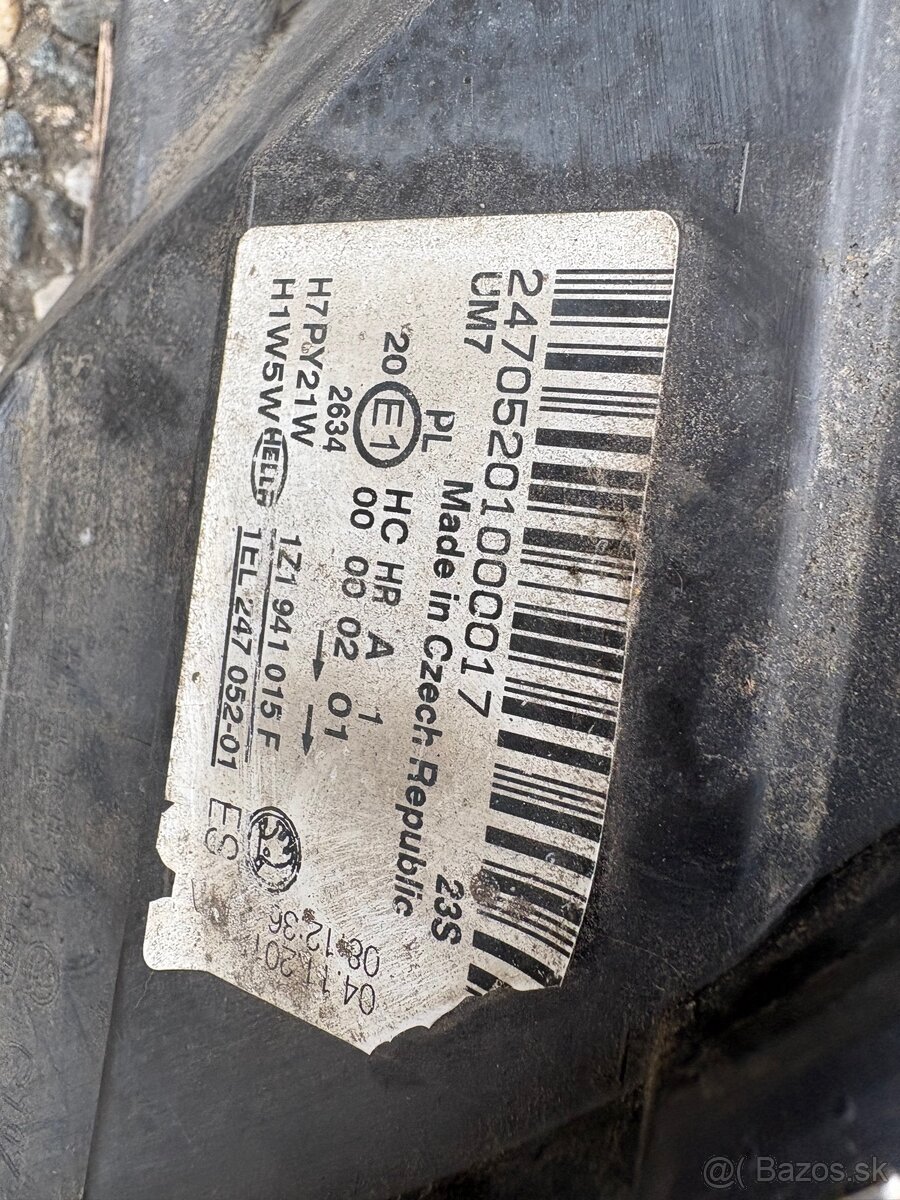 247052010C0017
UM7
23S
PL Made in Czech Republic
20 E1 HC HR A 1
00 00 02 01
2634
H7PY21W
H1W5W HELLA 1Z1 941 015 F
1EL 247 052-01
ES
08:12:36
@( Bazos.sk